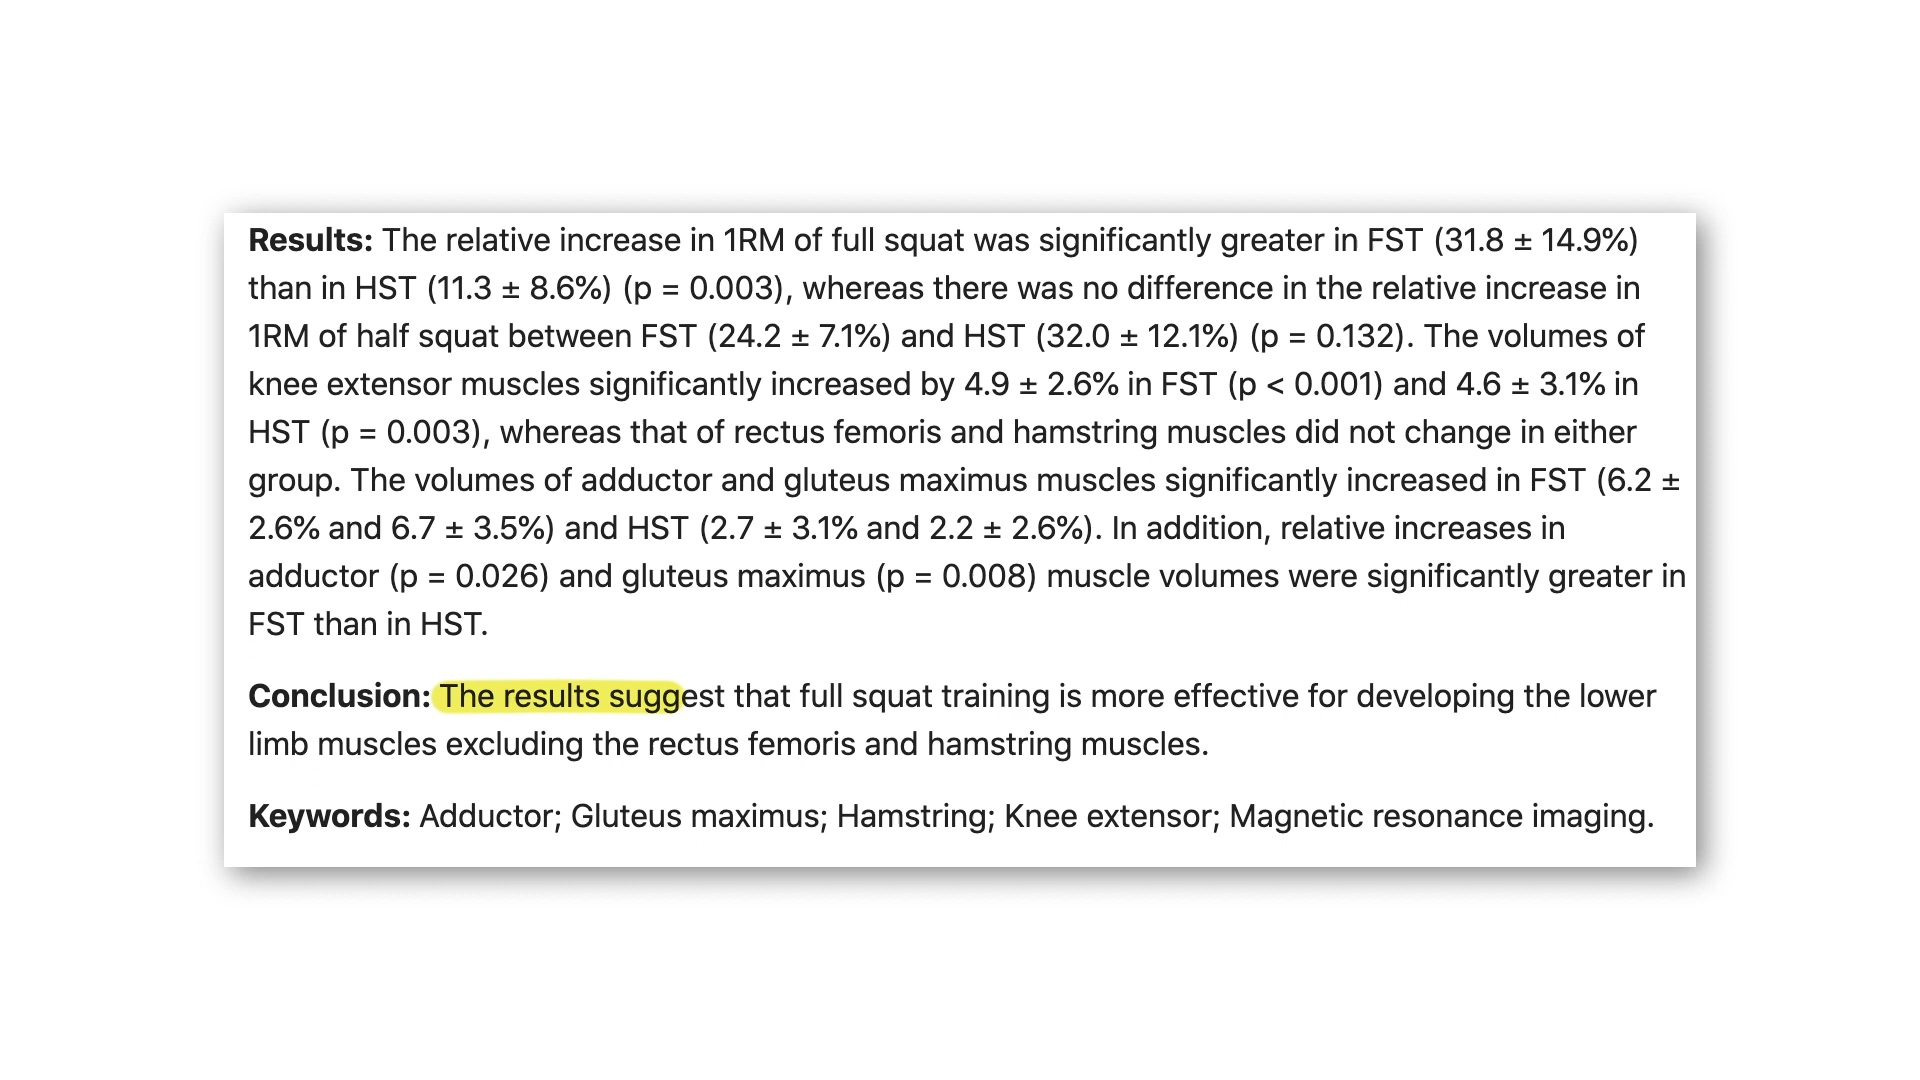 Results: The relative increase in 1RM of full squat was significantly greater in FST (31.8 ± 14.9%)
than in HST (11.3 ± 8.6%) (p = 0.003), whereas there was no difference in the relative increase in
1RM of half squat between FST (24.2 ± 7.1%) and HST (32.0 ± 12.1%) (p = 0.132). The volumes of
knee extensor muscles significantly increased by 4.9 ± 2.6% in FST (p < 0.001) and 4.6 ± 3.1% in
HST (p = 0.003), whereas that of rectus femoris and hamstring muscles did not change in either
group. The volumes of adductor and gluteus maximus muscles significantly increased in FST (6.2 ±
2.6% and 6.7 ± 3.5%) and HST (2.7 ± 3.1% and 2.2 ± 2.6%). In addition, relative increases in
adductor (p = 0.026) and gluteus maximus (p = 0.008) muscle volumes were significantly greater in
FST than in HST.
Conclusion: The results suggest that full squat training is more effective for developing the lower
limb muscles excluding the rectus femoris and hamstring muscles.
Keywords: Adductor; Gluteus maximus; Hamstring; Knee extensor; Magnetic resonance imaging.